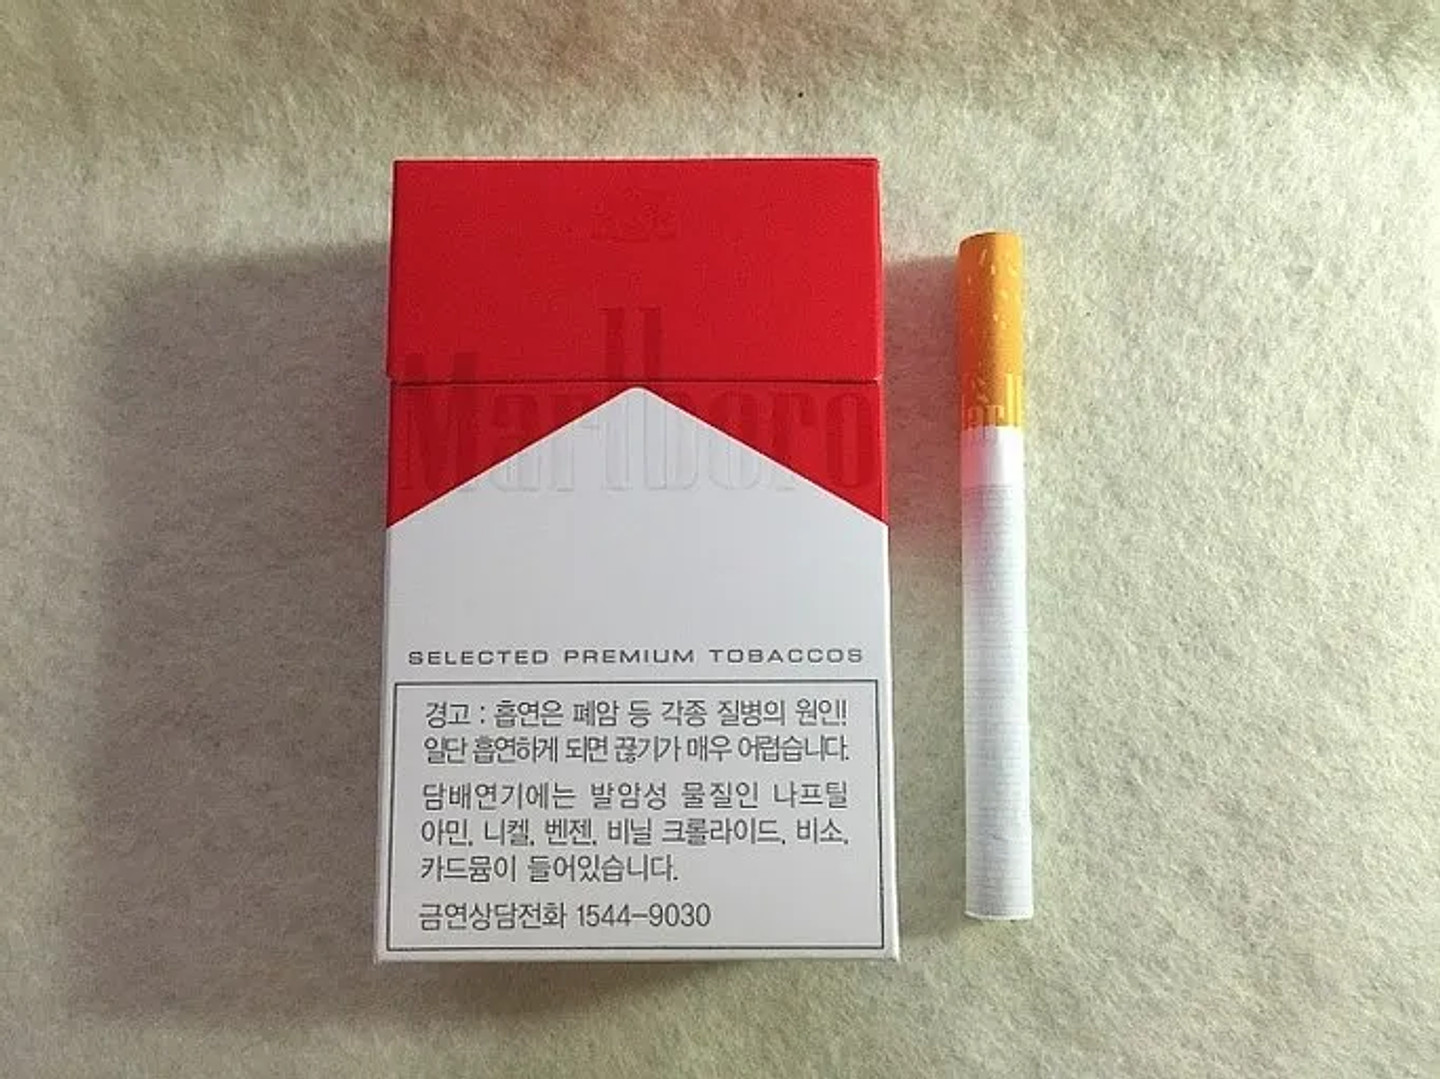 Marlboro
SELECTED PREMIUM TOBACCOS
경고 : 흡연은 폐암 등 각종 질병의 원인!
일단 흡연하게 되면 끊기가 매우 어렵습니다.
담배연기에는 발암성 물질인 나프틸
아민, 니켈, 벤젠, 비닐 크롤라이드, 비소,
카드뮴이 들어있습니다.
금연상담전화 1544-9030
arl